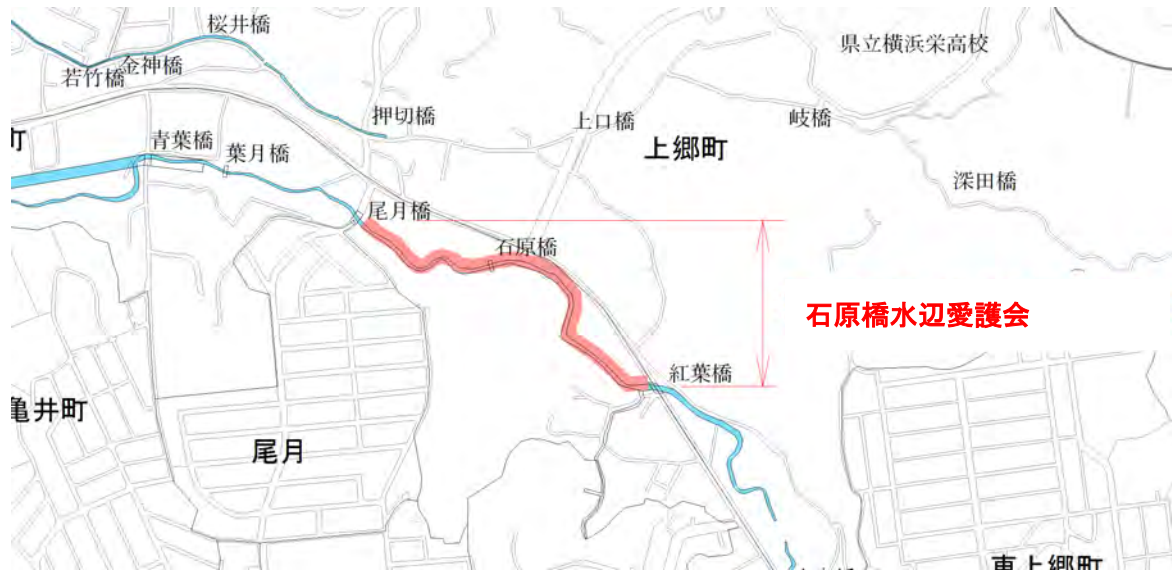 桜井橋
金神橋
若竹橋
県立横浜栄高校
押切橋
上口橋
岐橋
町
青葉橋
葉月橋
上郷町
深田橋
尾月橋
石原橋
石原橋水辺愛護会
紅葉橋
亀井町
尾月
東上郷町